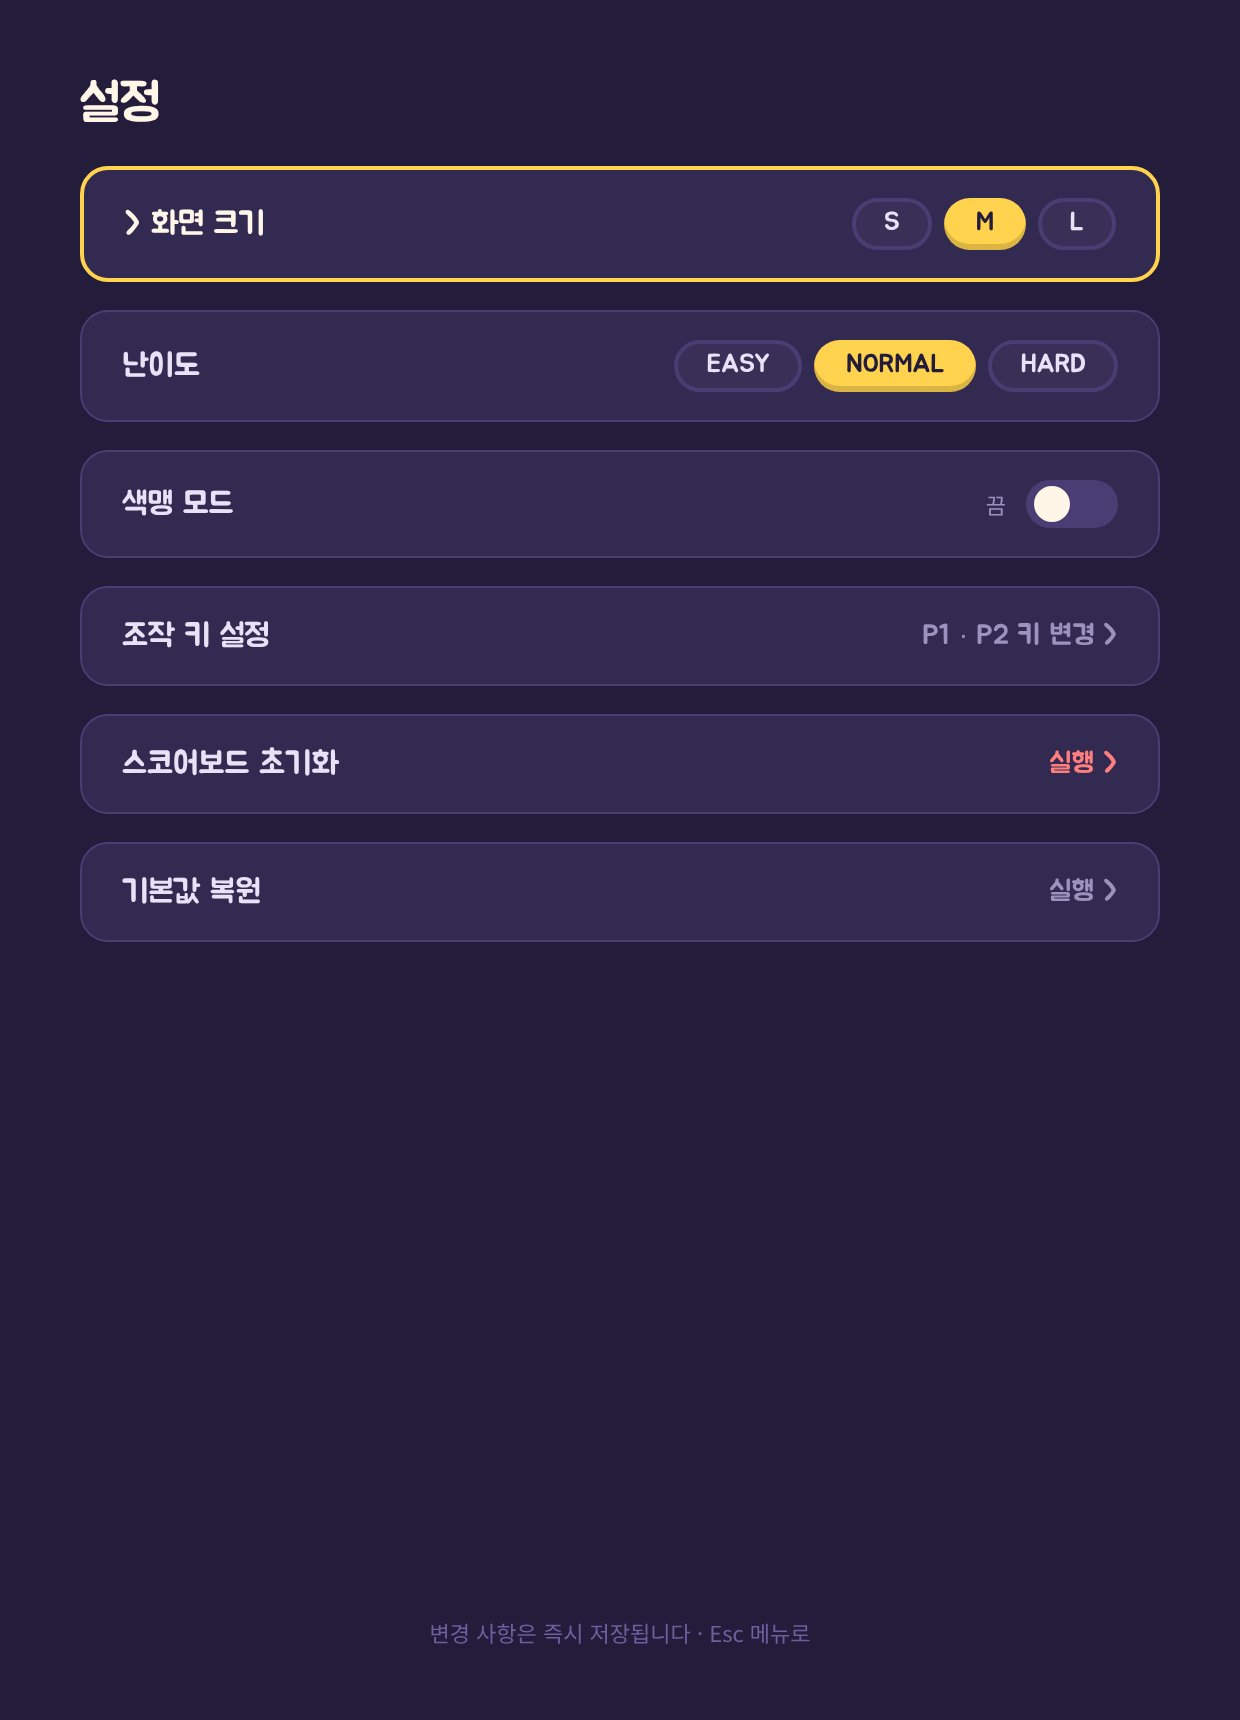 설정
화면 크기 S M L
난이도 EASY NORMAL HARD
색맹 모드 끔
조작 키 설정 P1 · P2 키 변경
스코어보드 초기화 실행
기본값 복원 실행
변경 사항은 즉시 저장됩니다 · Esc 메뉴로